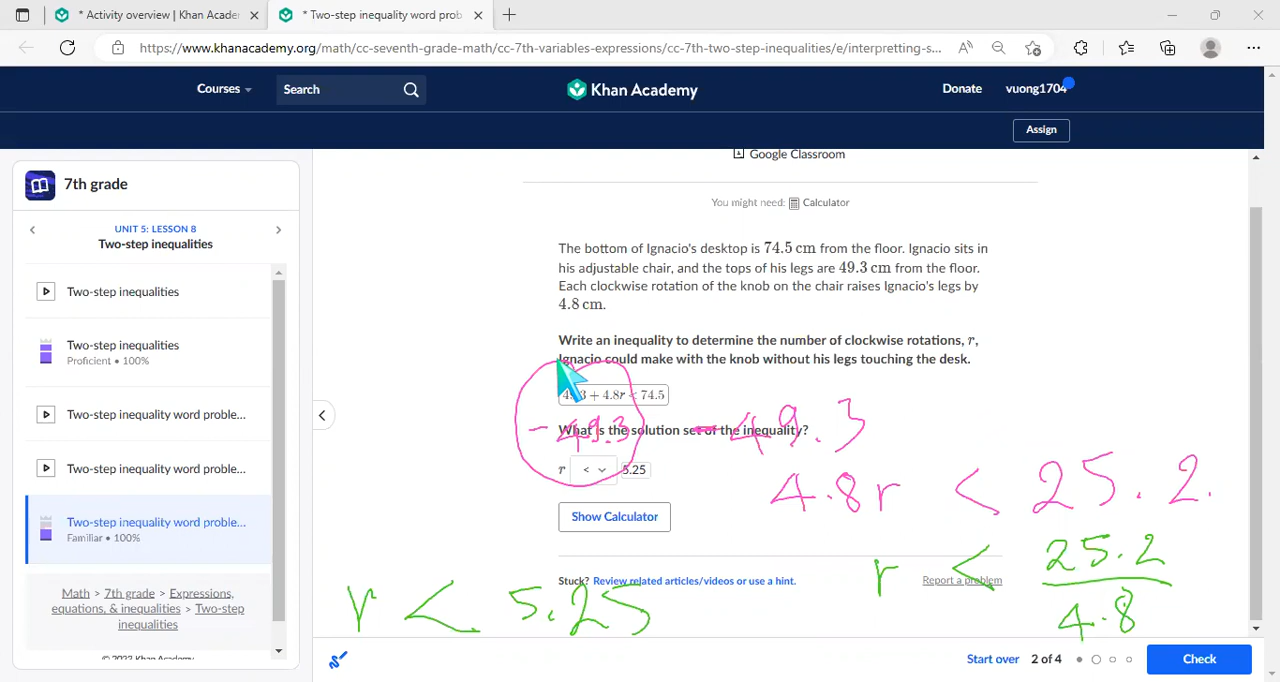 * Activity overview | Khan Acade
* Two-step inequality word prob
https://www.khanacademy.org/math/cc-seventh-grade-math/cc-7th-variables-expressions/cc-7th-two-step-inequalities/e/interpretting-s...
Courses
Search
Khan Academy
Donate
vuong1704
Assign
7th grade
UNIT 5: LESSON 8
Two-step inequalities
Two-step inequalities
Two-step inequalities
Proficient • 100%
Two-step inequality word proble...
Two-step inequality word proble...
Two-step inequality word proble...
Familiar • 100%
Math > 7th grade > Expressions,
equations, & inequalities > Two-step
inequalities
© 2023 Khan Academy
Google Classroom
You might need: Calculator
The bottom of Ignacio's desktop is 74.5 cm from the floor. Ignacio sits in
his adjustable chair, and the tops of his legs are 49.3 cm from the floor.
Each clockwise rotation of the knob on the chair raises Ignacio's legs by
4.8 cm.
Write an inequality to determine the number of clockwise rotations, r,
Ignacio could make with the knob without his legs touching the desk.
+ 4.8r < 74.5
- 49.3 - 49.3
What is the solution set of the inequality?
r < 5.25
4.8r < 25.2.
Show Calculator
r < 25.2
4.8
Stuck? Review related articles/videos or use a hint.
Report a problem
r < 5.25
Start over
2 of 4
Check